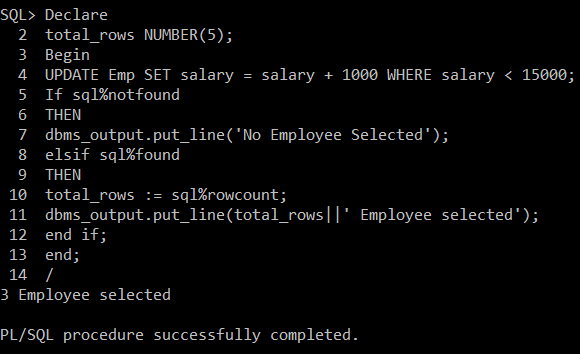 SQL> Declare
  2  total_rows NUMBER(5);
  3  Begin
  4  UPDATE Emp SET salary = salary + 1000 WHERE salary < 15000;
  5  If sql%notfound
  6  THEN
  7  dbms_output.put_line('No Employee Selected');
  8  elsif sql%found
  9  THEN
 10  total_rows := sql%rowcount;
 11  dbms_output.put_line(total_rows||' Employee selected');
 12  end if;
 13  end;
 14  /
3 Employee selected

PL/SQL procedure successfully completed.